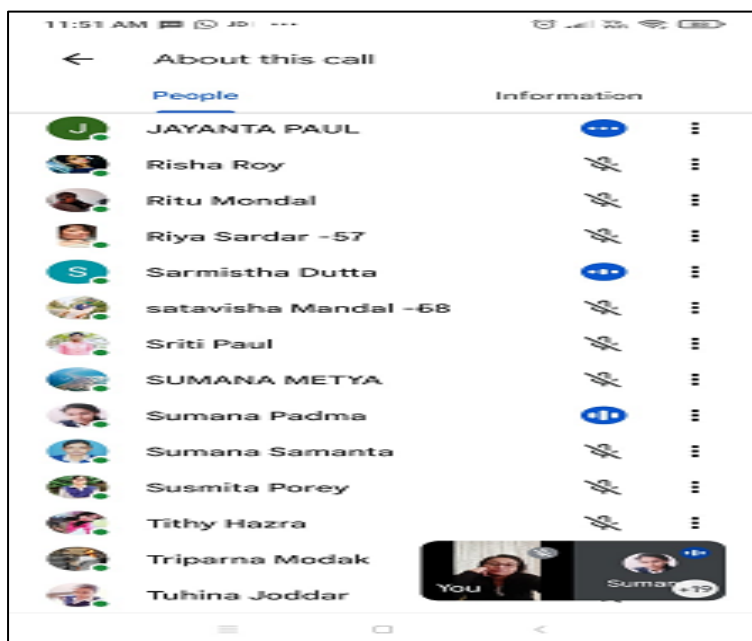 11:51 AM JD
About this call
People Information
J JAYANTA PAUL
Risha Roy
Ritu Mondal
Riya Sardar -57
S Sarmistha Dutta
satavisha Mandal -68
Sriti Paul
SUMANA METYA
Sumana Padma
Sumana Samanta
Susmita Porey
Tithy Hazra
Triparna Modak
Tuhina Joddar
You Suman +19